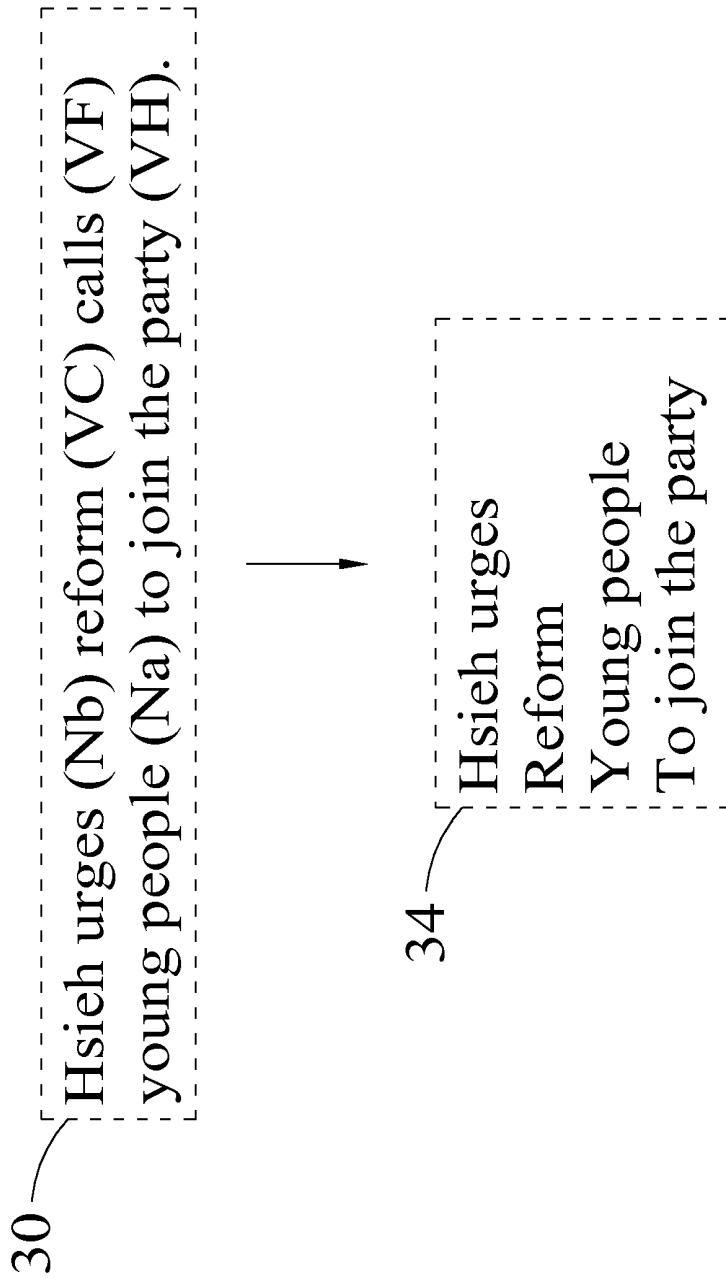 30
Hsieh urges (Nb) reform (VC) calls (VF)
young people (Na) to join the party (VH).
34
Hsieh urges
Reform
Young people
To join the party